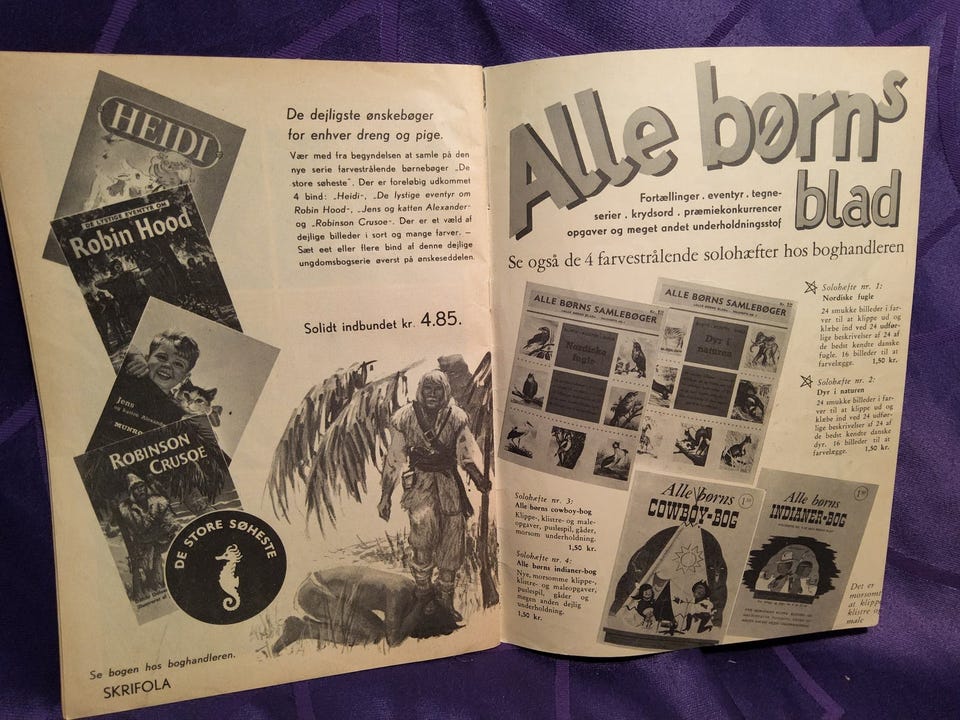 HEIDI
DE LYSTIGE EVENTYR OM
Robin Hood
Jens
og katten Alexander
ROBINSON
CRUSOE
DE STORE SØHESTE
De dejligste ønskebøger
for enhver dreng og pige.
Vær med fra begyndelsen at samle på den
nye serie farvestrålende børnebøger „De
store søheste“. Der er foreløbig udkommet
4 bind: „Heidi“, „De lystige eventyr om
Robin Hood“, „Jens og katten Alexander“
og „Robinson Crusoe“. Der er et væld af
dejlige billeder i sort og mange farver. –
Sæt eet eller flere bind af denne dejlige
ungdomsbogserie øverst på ønskeseddelen.
Solidt indbundet kr. 4.85.
Se bogen hos boghandleren.
SKRIFOLA
Alle børns
blad
Fortællinger . eventyr . tegne-
serier . krydsord . præmiekonkurrencer
opgaver og meget andet underholdningsstof
Se også de 4 farvestrålende solohæfter hos boghandleren
ALLE BØRNS SAMLEBØGER
Nordiske
fugle
ALLE BØRNS SAMLEBØGER
Dyr i
naturen
Solohæfte nr. 1:
Nordiske fugle
24 smukke billeder i far-
ver til at klippe ud og
klæbe ind ved 24 udfør-
lige beskrivelser af 24 af
de bedst kendte danske
fugle. 16 billeder til at
farvelægge. 1,50 kr.
Solohæfte nr. 2:
Dyr i naturen
24 smukke billeder i far-
ver til at klippe ud og
klæbe ind ved 24 udfør-
lige beskrivelser af 24 af
de bedst kendte danske
dyr. 16 billeder til at
farvelægge. 1,50 kr.
Solohæfte nr. 3:
Alle børns cowboy-bog
Klippe-, klistre- og male-
opgaver, puslespil, gåder,
morsom underholdning.
1,50 kr.
Solohæfte nr. 4:
Alle børns indianer-bog
Nye, morsomme klippe-,
klistre- og maleopgaver,
puslespil, gåder og
megen anden dejlig
underholdning.
1,50 kr.
Alle børns
COWBOY-BOG
Alle børns
INDIANER-BOG
Det er
morsomt
at klippe
klistre o
male